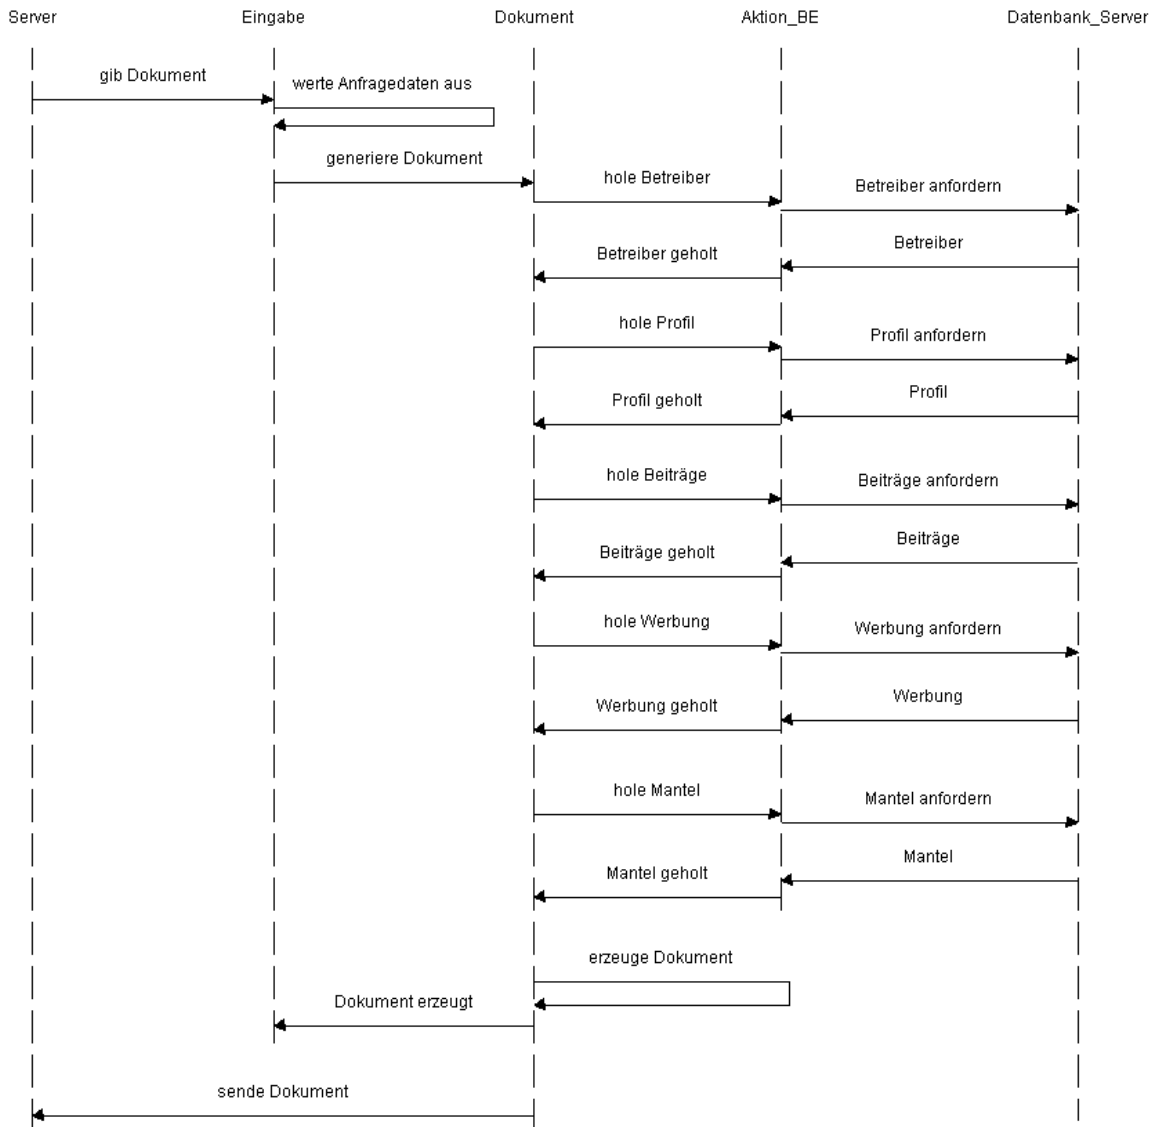 Server
Eingabe
Dokument
Aktion_BE
Datenbank_Server
gib Dokument
werte Anfragedaten aus
generiere Dokument
hole Betreiber
Betreiber anfordern
Betreiber
Betreiber geholt
hole Profil
Profil anfordern
Profil
Profil geholt
hole Beiträge
Beiträge anfordern
Beiträge
Beiträge geholt
hole Werbung
Werbung anfordern
Werbung
Werbung geholt
hole Mantel
Mantel anfordern
Mantel
Mantel geholt
erzeuge Dokument
Dokument erzeugt
sende Dokument